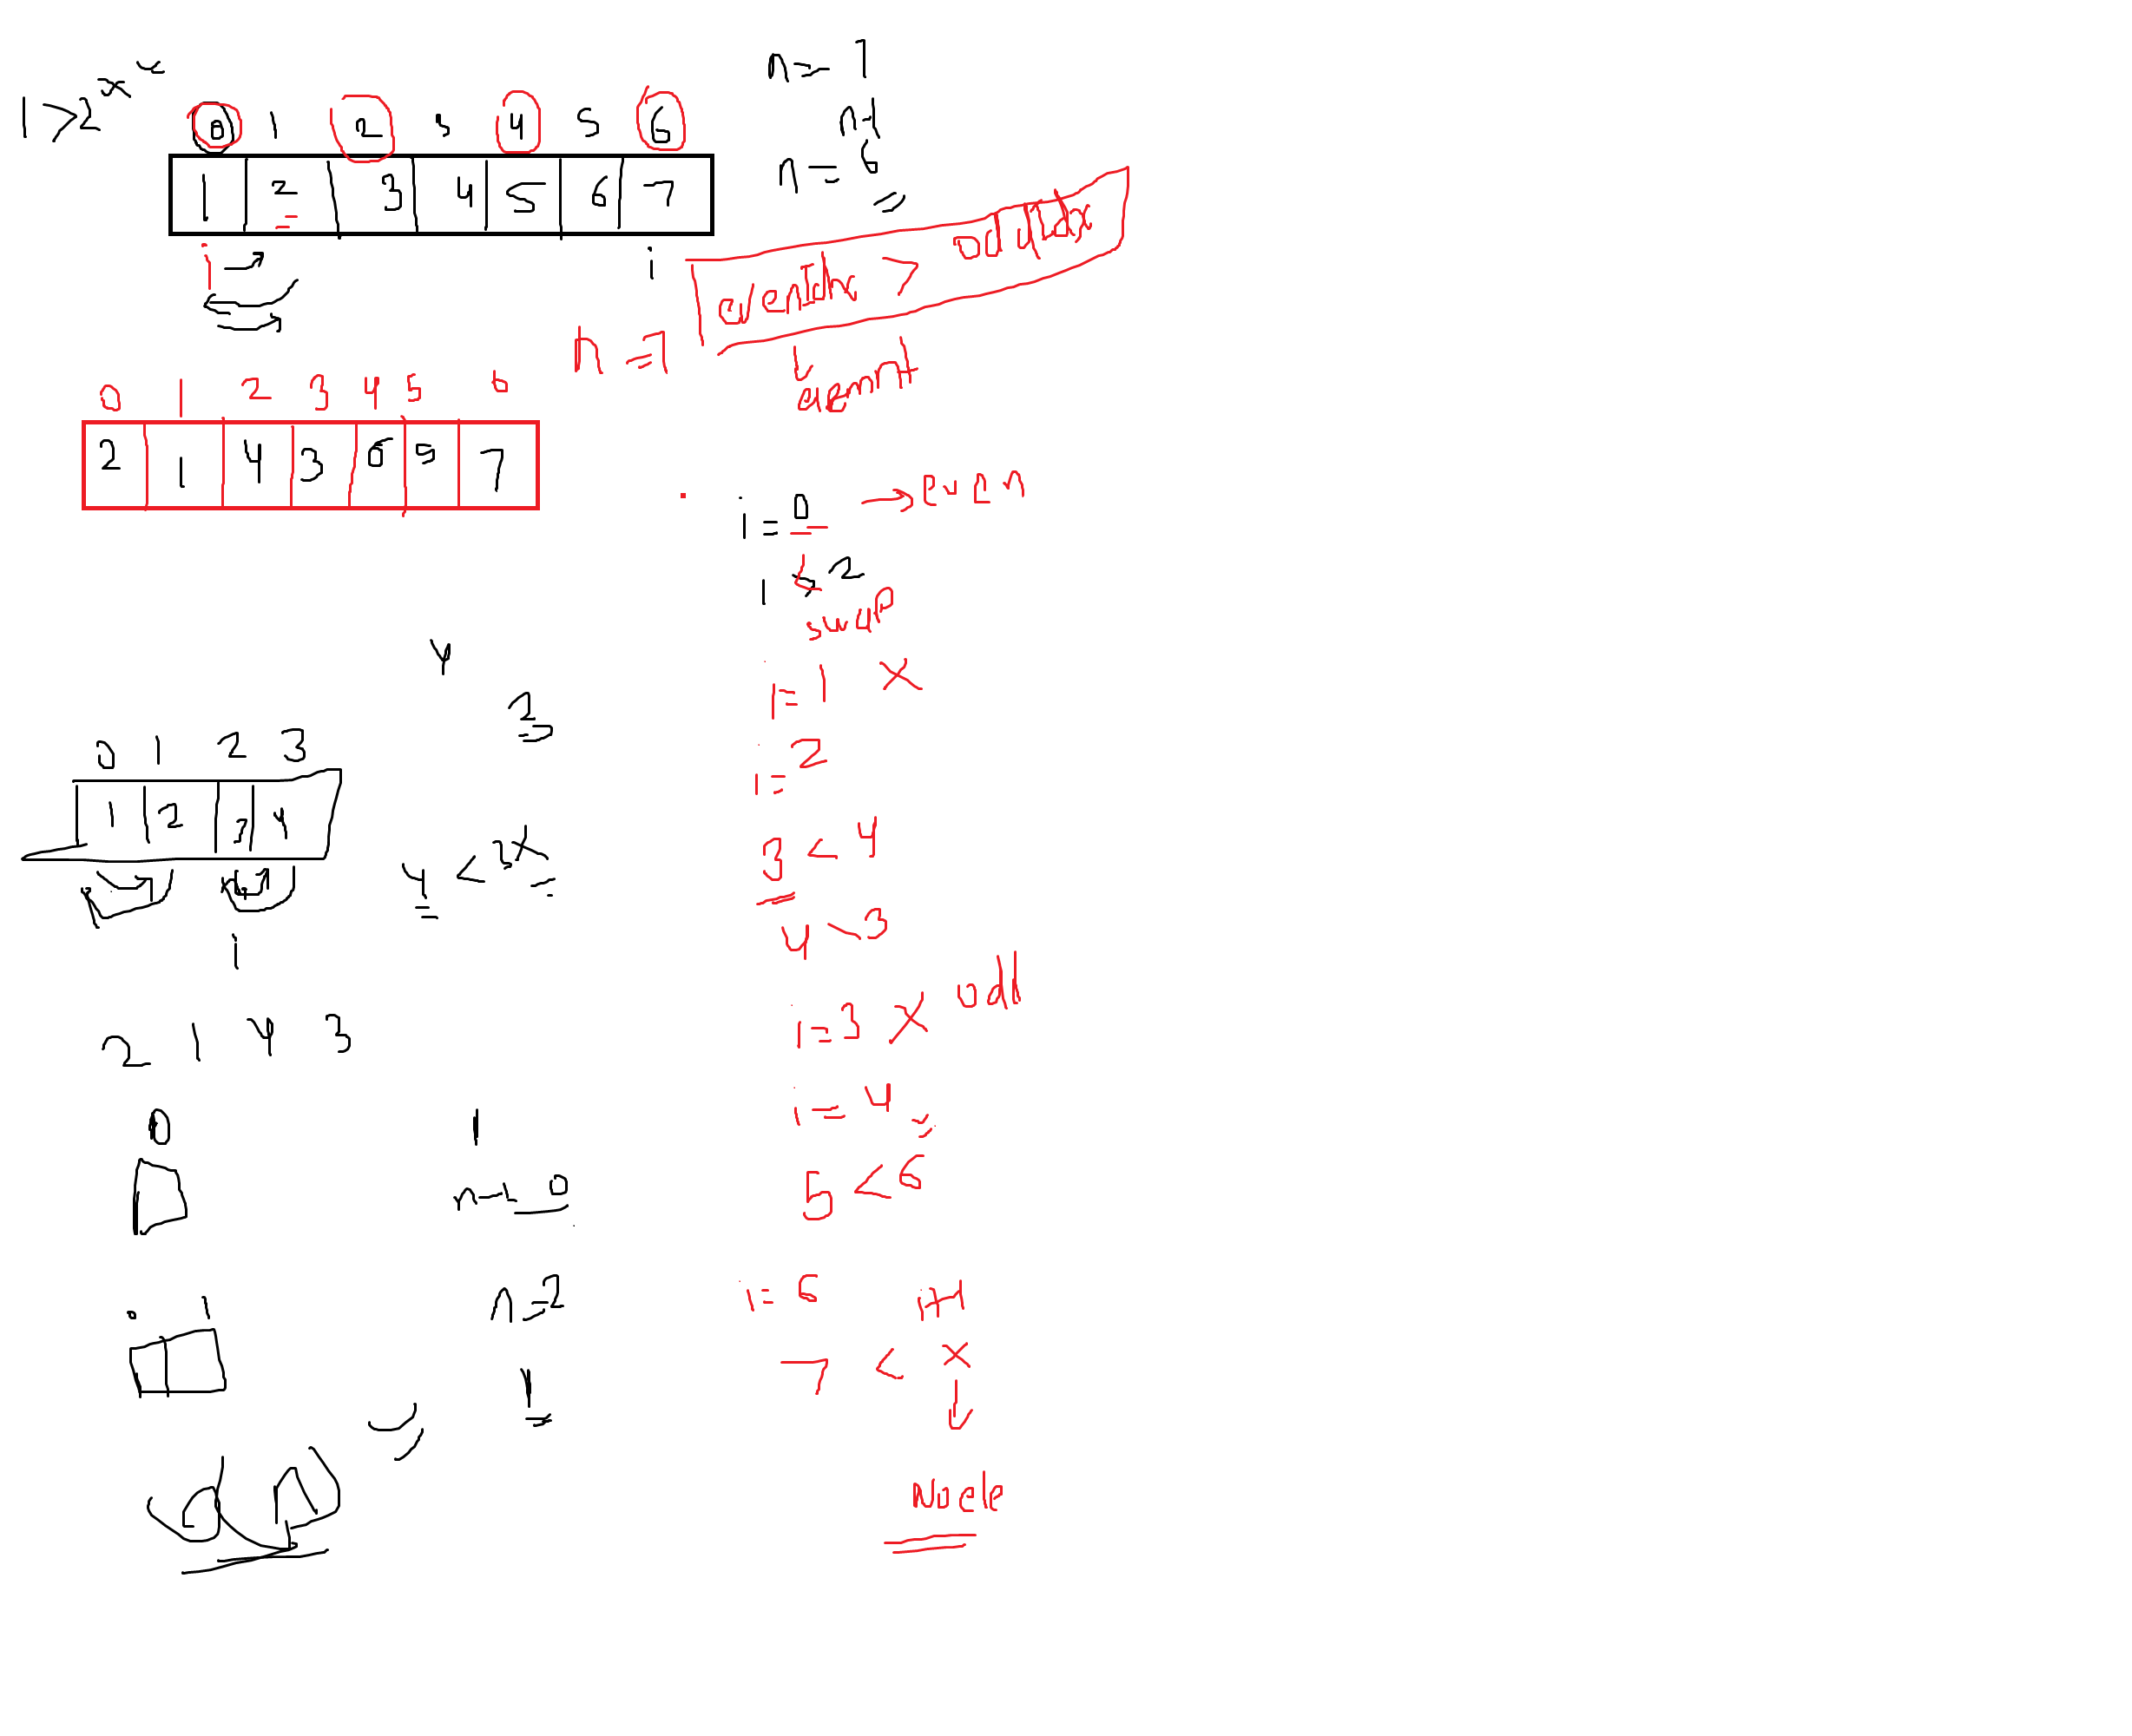 1 > 2 x
n = 7
0 1 2 3 4 5 6
n-1
1 2 3 4 5 6 7
n = 6
i
i
evenIdx > oddIdx
n = 7
element
0 1 2 3 4 5 6
2 1 4 3 6 5 7
i = 0 → even
1 < 2
swap
i = 1 x
0 1 2 3
i = 2
1 2 3 4
3 < 4
4 <
i
4 3
i = 3 x odd
2 1 4 3
i = 4
0
1
5 < 6
n-1 0
i = 6
i+1
n = 2
0 1
7 < x
1
No ele